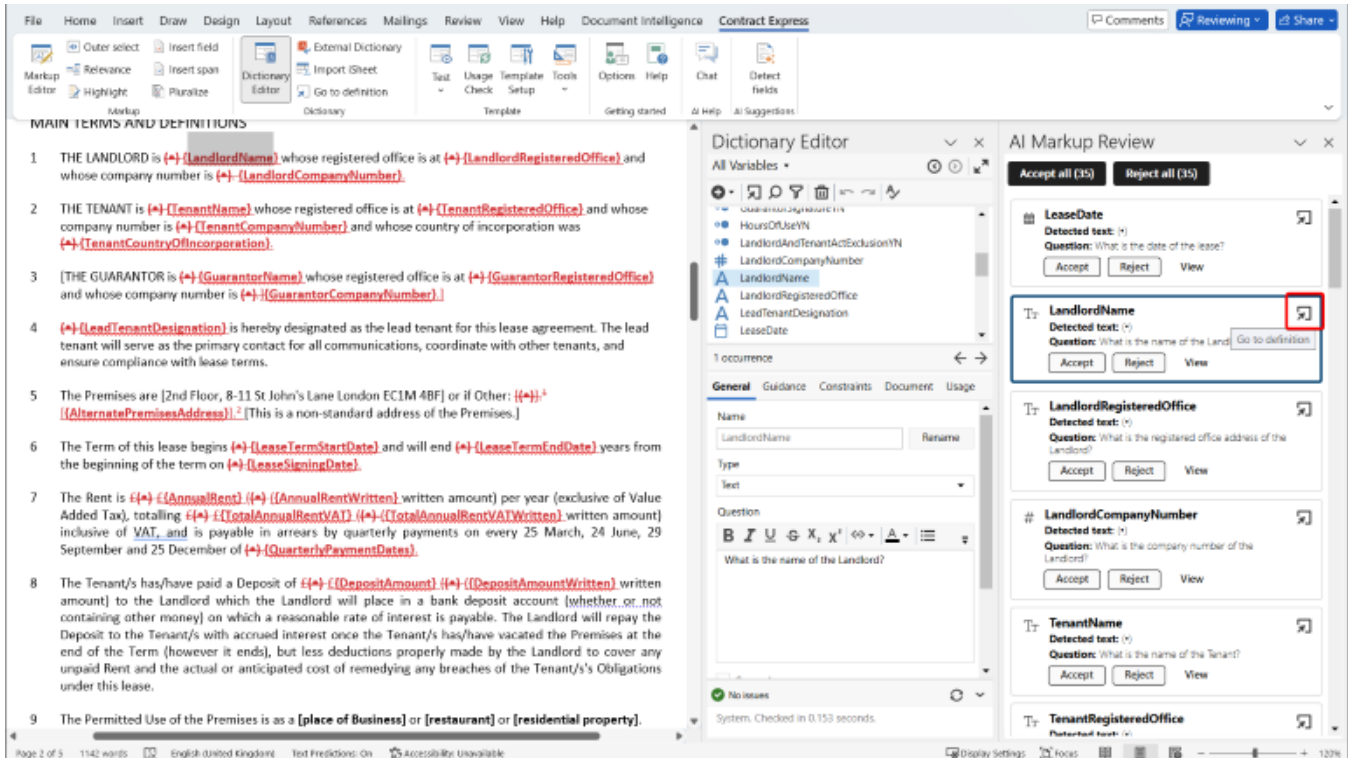 File Home Insert Draw Design Layout References Mailings Review View Help Document Intelligence Contract Express
Comments Reviewing Share
Outer select Insert field
Relevance Insert span
Highlight Pluralize
Markup Editor
Markup
Dictionary Editor
External Dictionary
Import iSheet
Go to definition
Dictionary
Test Usage Check Template Setup Tools
Template
Options Help
Getting started
Chat
AI Help
Detect fields
AI Suggestions
MAIN TERMS AND DEFINITIONS
1 THE LANDLORD is {•} {LandlordName} whose registered office is at {•} {LandlordRegisteredOffice} and
whose company number is {•}. {LandlordCompanyNumber}.
2 THE TENANT is {•} {TenantName} whose registered office is at {•} {TenantRegisteredOffice} and whose
company number is {•} {TenantCompanyNumber} and whose country of incorporation was
{•} {TenantCountryOfIncorporation}.
3 [THE GUARANTOR is {•} {GuarantorName} whose registered office is at {•} {GuarantorRegisteredOffice}
and whose company number is {•}.]{GuarantorCompanyNumber}.]
4 {•} {LeadTenantDesignation} is hereby designated as the lead tenant for this lease agreement. The lead
tenant will serve as the primary contact for all communications, coordinate with other tenants, and
ensure compliance with lease terms.
5 The Premises are [2nd Floor, 8-11 St John's Lane London EC1M 4BF] or if Other: [{•}].¹
[{AlternatePremisesAddress}].² [This is a non-standard address of the Premises.]
6 The Term of this lease begins {•} {LeaseTermStartDate} and will end {•} {LeaseTermEndDate} years from
the beginning of the term on {•} {LeaseSigningDate}.
7 The Rent is £{•} £{AnnualRent} ({•} ({AnnualRentWritten} written amount) per year (exclusive of Value
Added Tax), totalling £{•} £{TotalAnnualRentVAT} ({•} ({TotalAnnualRentVATWritten} written amount)
inclusive of VAT, and is payable in arrears by quarterly payments on every 25 March, 24 June, 29
September and 25 December of {•} {QuarterlyPaymentDates}.
8 The Tenant/s has/have paid a Deposit of £{•} £{DepositAmount} ({•} ({DepositAmountWritten} written
amount) to the Landlord which the Landlord will place in a bank deposit account (whether or not
containing other money) on which a reasonable rate of interest is payable. The Landlord will repay the
Deposit to the Tenant/s with accrued interest once the Tenant/s has/have vacated the Premises at the
end of the Term (however it ends), but less deductions properly made by the Landlord to cover any
unpaid Rent and the actual or anticipated cost of remedying any breaches of the Tenant/s's Obligations
under this lease.
9 The Permitted Use of the Premises is as a [place of Business] or [restaurant] or [residential property].
Dictionary Editor
All Variables
GuarantorSignatureYN
HoursOfUseYN
LandlordAndTenantActExclusionYN
LandlordCompanyNumber
LandlordName
LandlordRegisteredOffice
LeadTenantDesignation
LeaseDate
1 occurrence
General Guidance Constraints Document Usage
Name
LandlordName Rename
Type
Text
Question
B I U S X, x' A
What is the name of the Landlord?
No issues
System. Checked in 0.153 seconds.
AI Markup Review
Accept all (35) Reject all (35)
LeaseDate
Detected text: {•}
Question: What is the date of the lease?
Accept Reject View
Tт LandlordName
Detected text: {•}
Question: What is the name of the Landl
Go to definition
Accept Reject View
Tт LandlordRegisteredOffice
Detected text: {•}
Question: What is the registered office address of the
Landlord?
Accept Reject View
# LandlordCompanyNumber
Detected text: {•}
Question: What is the company number of the
Landlord?
Accept Reject View
Tт TenantName
Detected text: {•}
Question: What is the name of the Tenant?
Accept Reject View
Tт TenantRegisteredOffice
Detected text: {•}
Page 2 of 5 1142 words English (United Kingdom) Text Predictions: On Accessibility: Unavailable
Display Settings Focus 120%